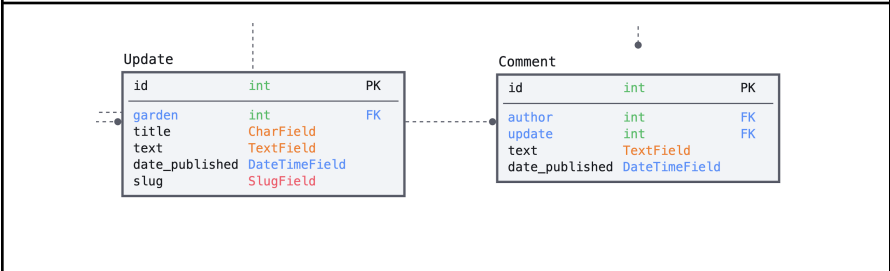 Update
id int PK
garden int FK
title CharField
text TextField
date_published DateTimeField
slug SlugField
Comment
id int PK
author int FK
update int FK
text TextField
date_published DateTimeField